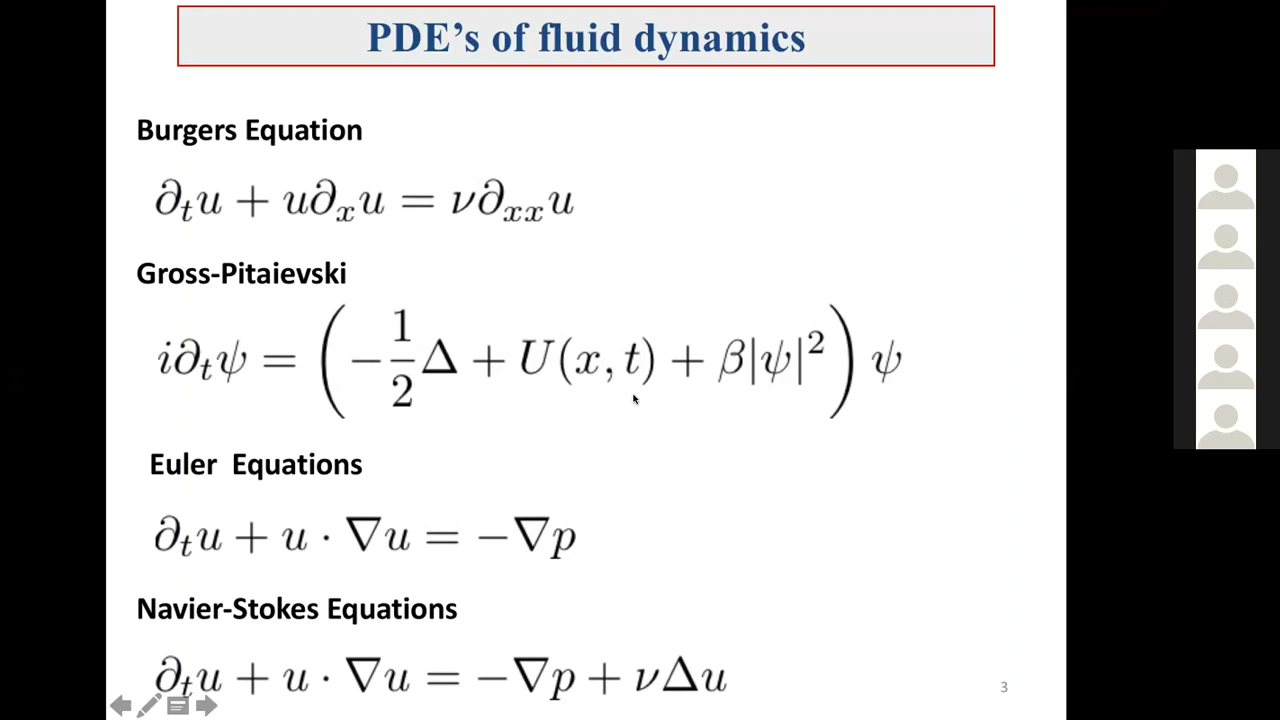 PDE's of fluid dynamics
Burgers Equation
∂ₜu + u∂ₓu = ν∂ₓₓu
Gross-Pitaievski
i∂ₜψ = (−1/2 Δ + U(x, t) + β|ψ|²) ψ
Euler Equations
∂ₜu + u · ∇u = −∇p
Navier-Stokes Equations
∂ₜu + u · ∇u = −∇p + νΔu
3